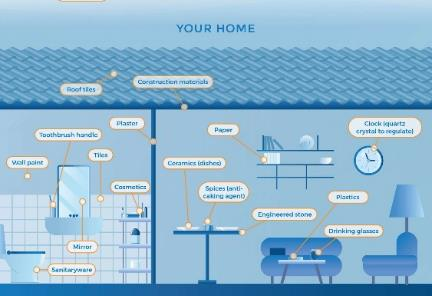 YOUR HOME
Roof tiles
Construction materials
Plaster
Paper
Clock (quartz
crystal to regulate)
Toothbrush handle
Wall paint
Tiles
Ceramics (dishes)
Cosmetics
Spices (anti-
caking agent)
Plastics
Engineered stone
Drinking glasses
Mirror
Sanitaryware